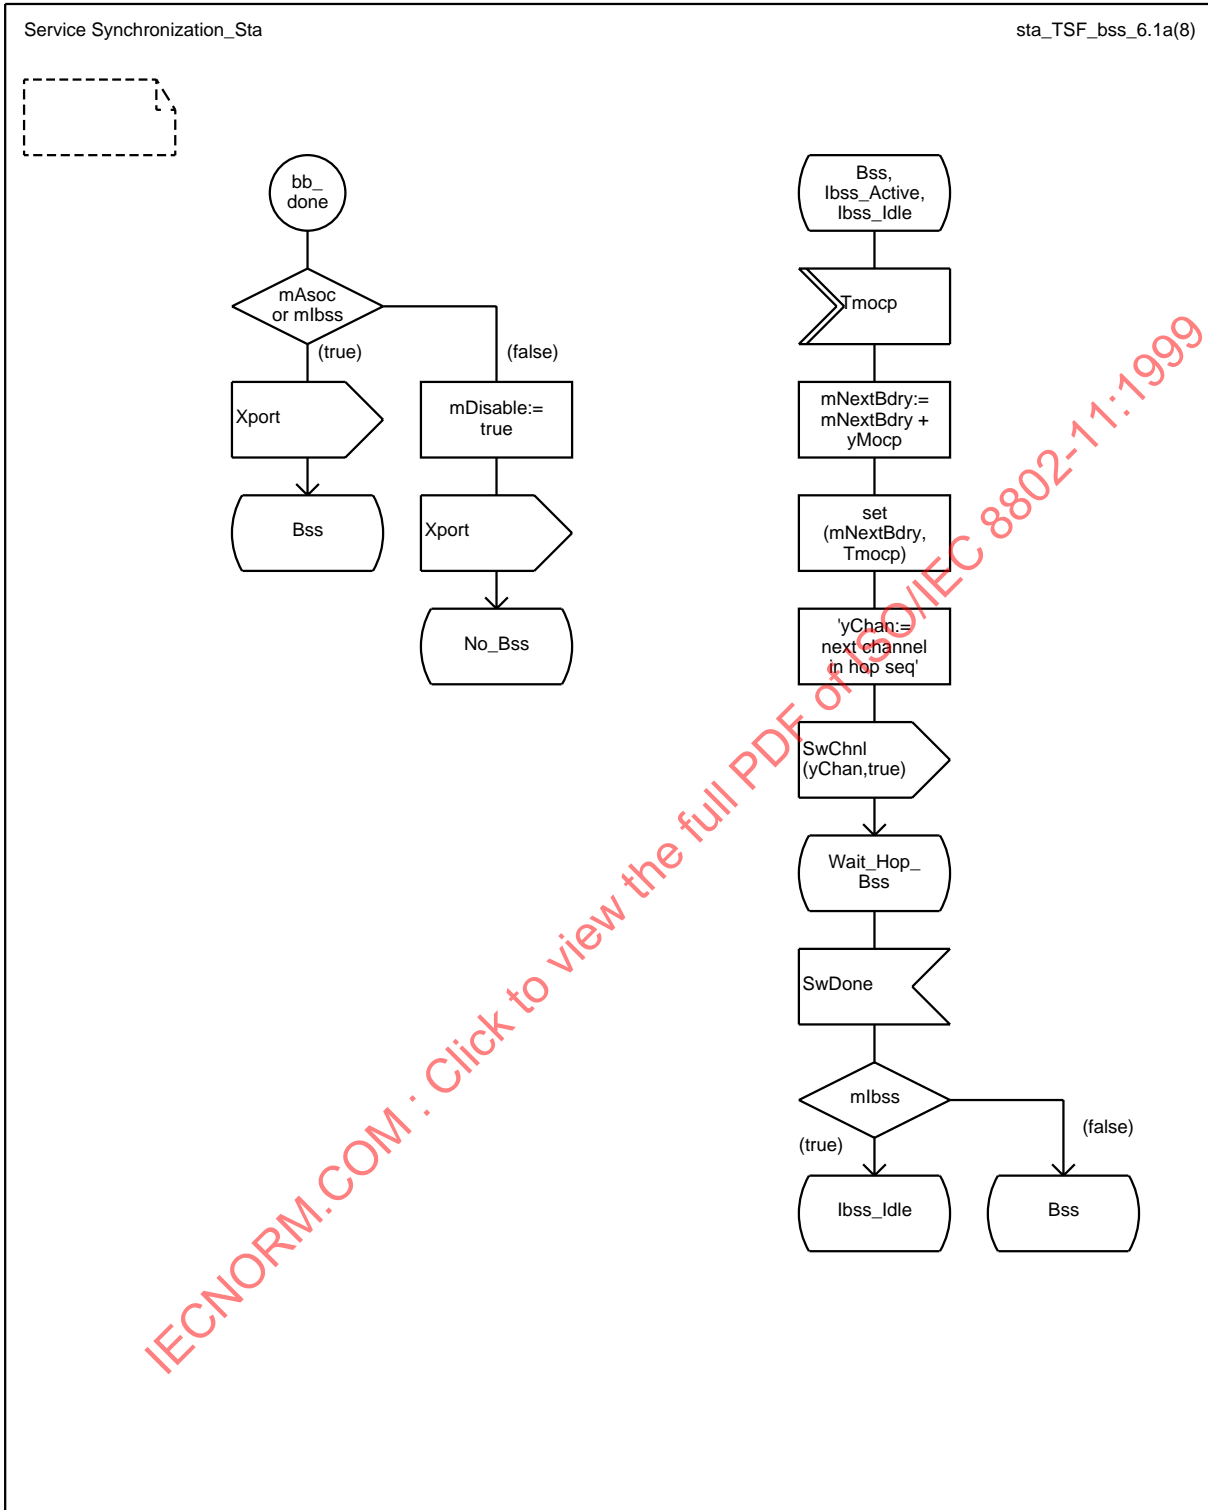 Service Synchronization_Sta
sta_TSF_bss_6.1a(8)
bb_
done
mAsoc
or mIbss
(true)
(false)
Xport
mDisable:=
true
Bss
Xport
No_Bss
Bss,
Ibss_Active,
Ibss_Idle
Tmocp
mNextBdry:=
mNextBdry +
yMocp
set
(mNextBdry,
Tmocp)
'yChan:=
next channel
in hop seq'
SwChnl
(yChan,true)
Wait_Hop_
Bss
SwDone
mIbss
(true)
(false)
Ibss_Idle
Bss
IECNORM.COM : Click to view the full PDF of ISO/IEC 8802-11:1999